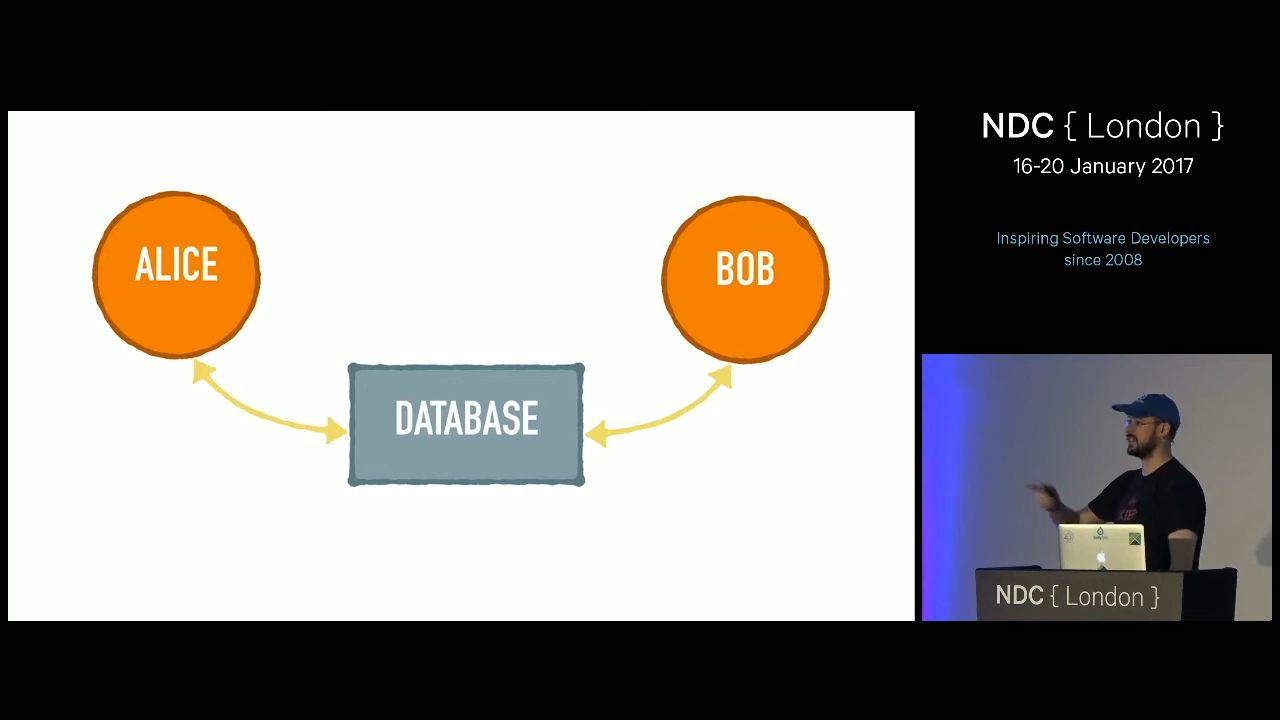 ALICE
BOB
DATABASE
NDC { London }
16-20 January 2017
Inspiring Software Developers
since 2008
NDC { London }